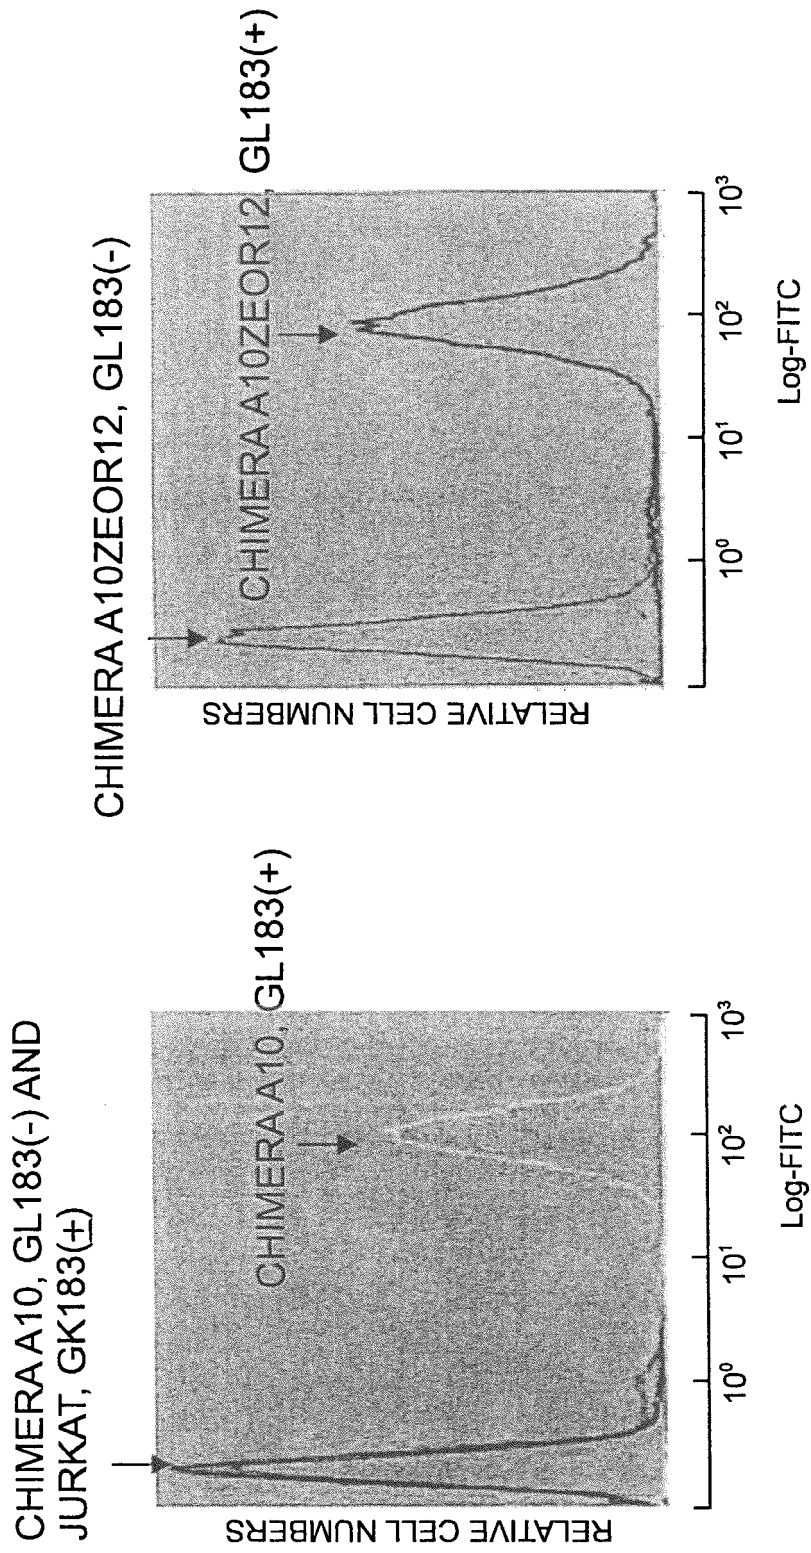 CHIMERA A10, GL183(-) AND
JURKAT, GK183(±)
CHIMERA A10, GL183(+)
RELATIVE CELL NUMBERS
10⁰ 10¹ 10² 10³
Log-FITC
CHIMERA A10ZEOR12, GL183(-)
CHIMERA A10ZEOR12, GL183(+)
RELATIVE CELL NUMBERS
10⁰ 10¹ 10² 10³
Log-FITC